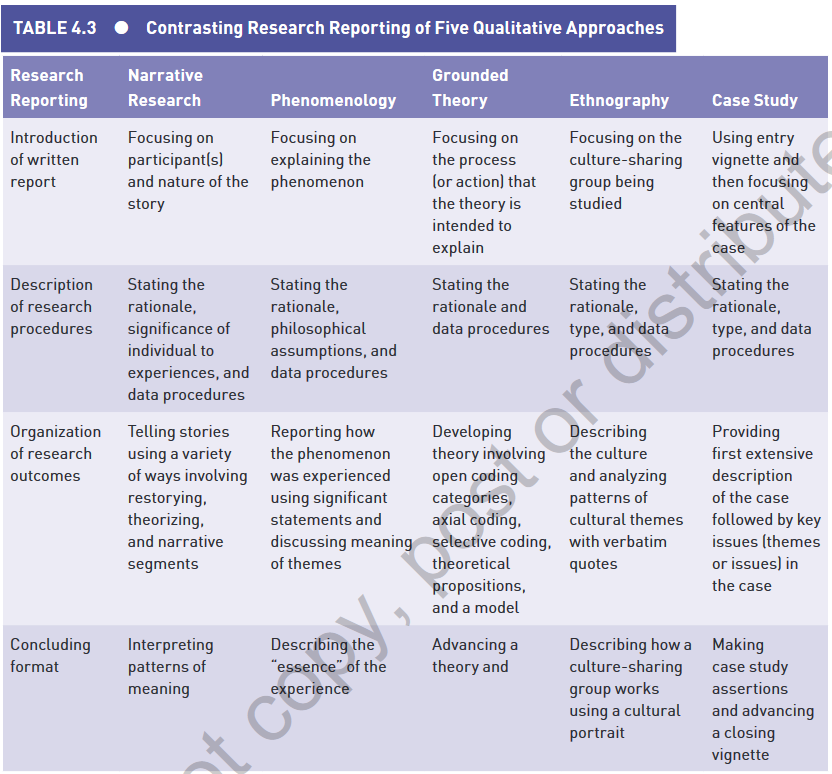 TABLE 4.3 ● Contrasting Research Reporting of Five Qualitative Approaches
Research
Reporting
Narrative
Research
Phenomenology
Grounded
Theory
Ethnography
Case Study
Introduction
of written
report
Focusing on
participant(s)
and nature of the
story
Focusing on
explaining the
phenomenon
Focusing on
the process
(or action) that
the theory is
intended to
explain
Focusing on the
culture-sharing
group being
studied
Using entry
vignette and
then focusing
on central
features of the
case
Description
of research
procedures
Stating the
rationale,
significance of
individual to
experiences, and
data procedures
Stating the
rationale,
philosophical
assumptions, and
data procedures
Stating the
rationale and
data procedures
Stating the
rationale,
type, and data
procedures
Stating the
rationale,
type, and data
procedures
Organization
of research
outcomes
Telling stories
using a variety
of ways involving
restorying,
theorizing,
and narrative
segments
Reporting how
the phenomenon
was experienced
using significant
statements and
discussing meaning
of themes
Developing
theory involving
open coding
categories,
axial coding,
selective coding,
theoretical
propositions,
and a model
Describing
the culture
and analyzing
patterns of
cultural themes
with verbatim
quotes
Providing
first extensive
description
of the case
followed by key
issues (themes
or issues) in
the case
Concluding
format
Interpreting
patterns of
meaning
Describing the
“essence” of the
experience
Advancing a
theory and
Describing how a
culture-sharing
group works
using a cultural
portrait
Making
case study
assertions
and advancing
a closing
vignette
ot copy, post or distribute